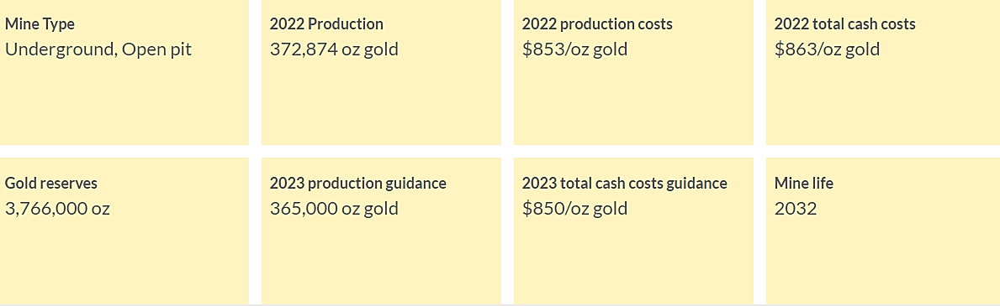 Mine Type
Underground, Open pit
2022 Production
372,874 oz gold
2022 production costs
$853/oz gold
2022 total cash costs
$863/oz gold
Gold reserves
3,766,000 oz
2023 production guidance
365,000 oz gold
2023 total cash costs guidance
$850/oz gold
Mine life
2032